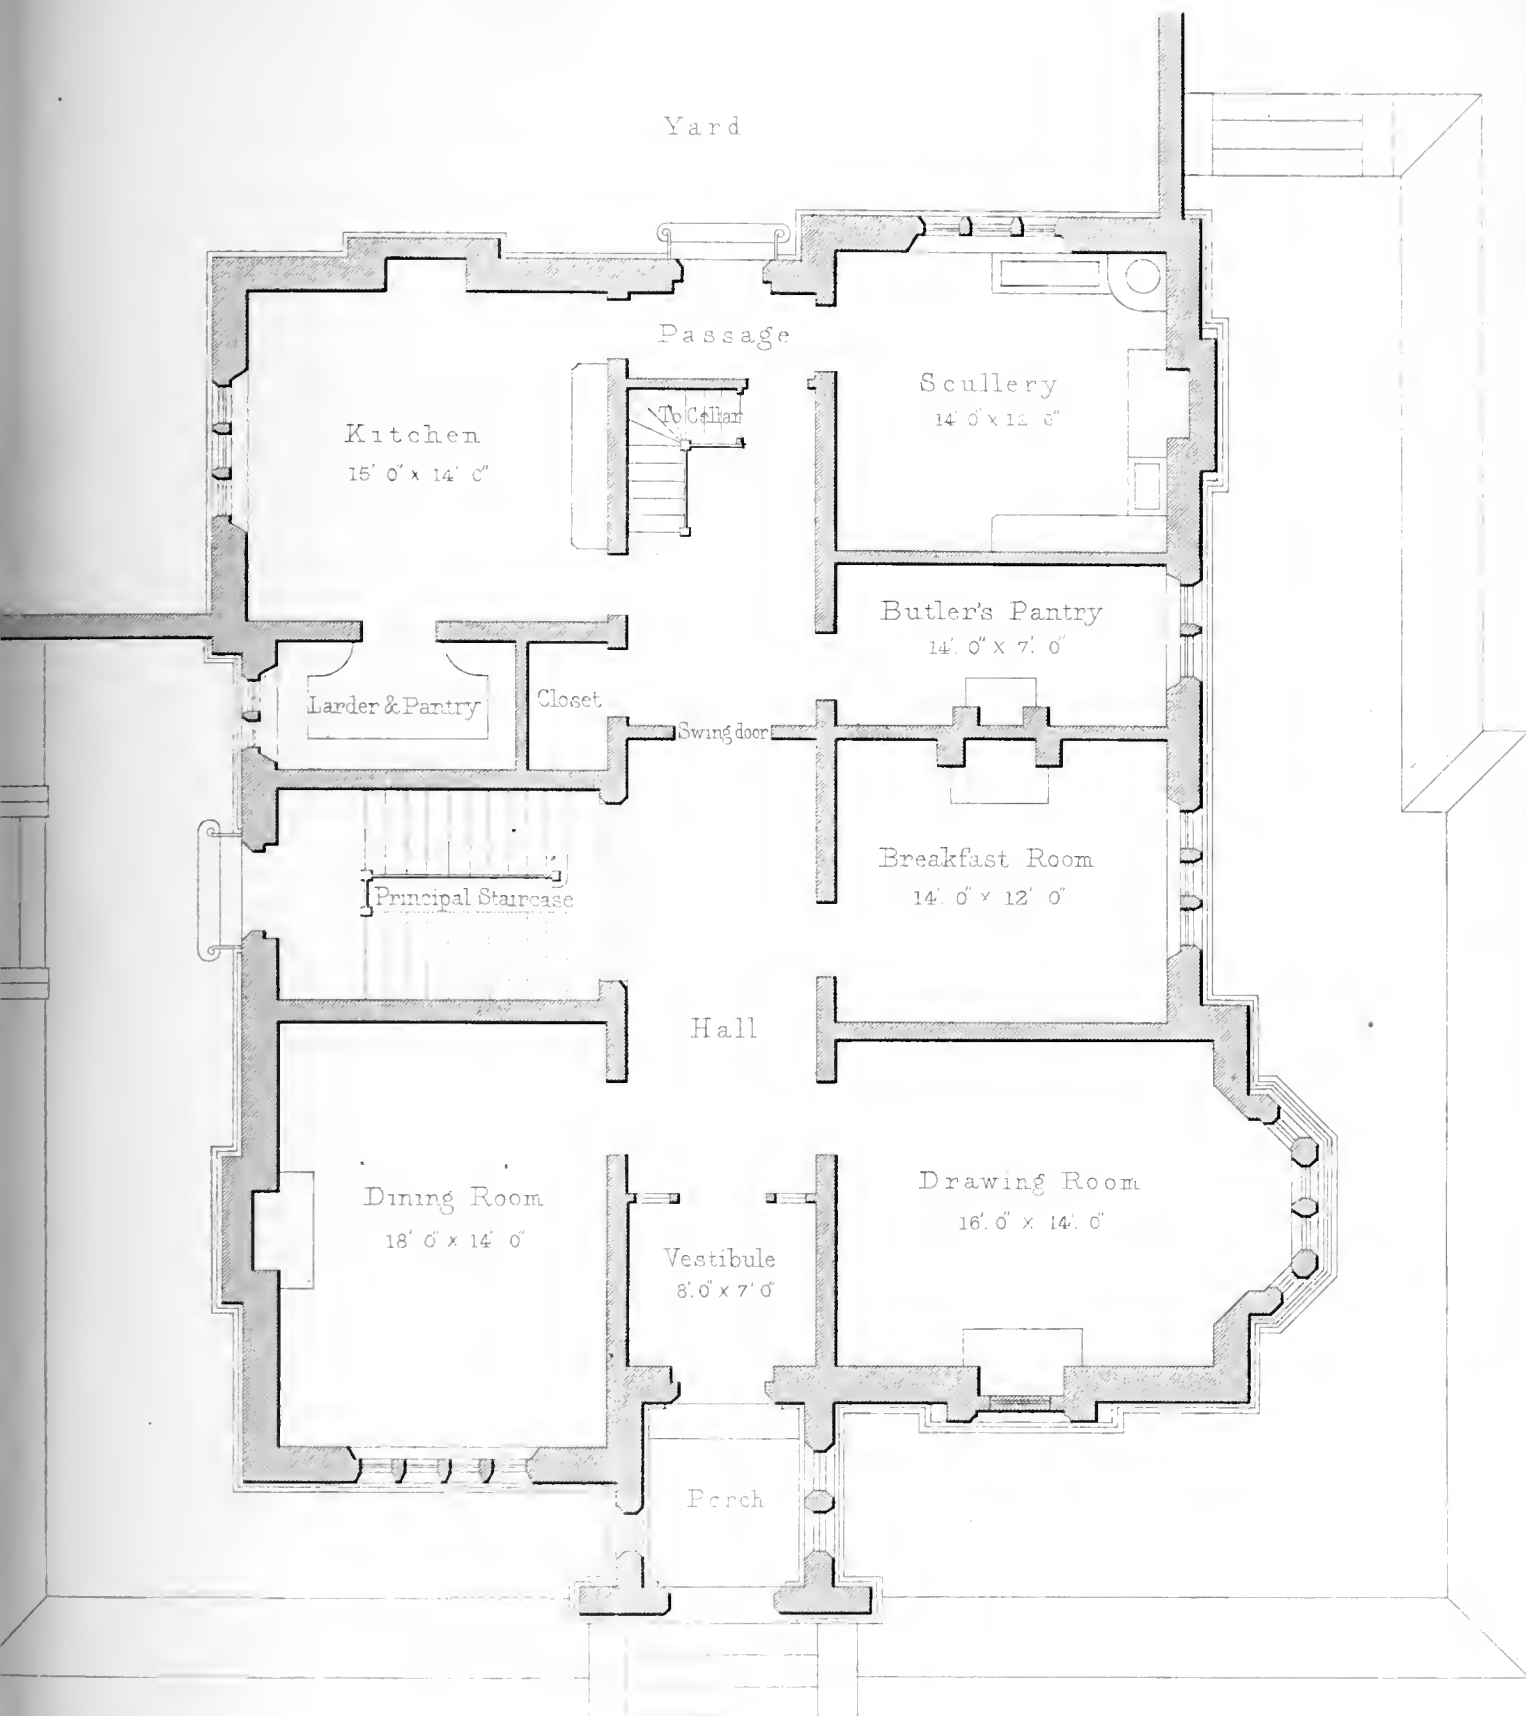 Yard
Passage
Scullery
14' 0" x 12' 0"
To Cellar
Kitchen
15' 0" x 14' 0"
Butler's Pantry
14'. 0" X 7'. 0"
Larder & Pantry
Closet
Swing door
Breakfast Room
14'. 0" x 12' 0"
Principal Staircase
Hall
Drawing Room
16'. 0" x 14'. 0"
Dining Room
18' 0" x 14' 0"
Vestibule
8'. 0" x 7' 0"
Porch